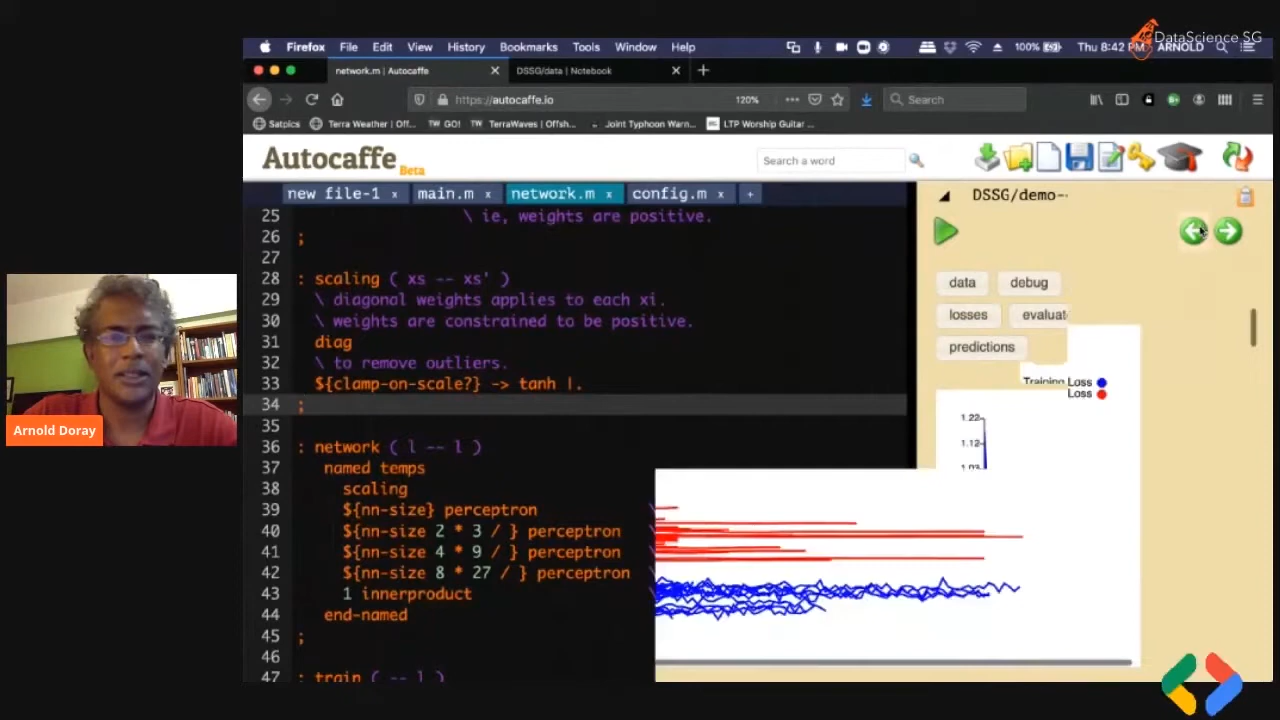 DataScience SG
Firefox File Edit View History Bookmarks Tools Window Help
100% Thu 8:42 PM ARNOLD
network.m | Autocaffe
DSSG/data | Notebook
https://autocaffe.io
120%
Search
Satpics
Terra Weather | Off...
TW GO!
TW TerraWaves | Offsh...
Joint Typhoon Warn...
LTP Worship Guitar ...
Autocaffe Beta
Search a word
new file-1 x main.m x network.m x config.m x +
DSSG/demo-
25 \ ie, weights are positive.
26 ;
27
28 : scaling ( xs -- xs' )
29 \ diagonal weights applies to each xi.
30 \ weights are constrained to be positive.
31 diag
32 \ to remove outliers.
33 ${clamp-on-scale?} -> tanh |.
34 ;
35
36 : network ( l -- l )
37 named temps
38 scaling
39 ${nn-size} perceptron
40 ${nn-size 2 * 3 / } perceptron
41 ${nn-size 4 * 9 / } perceptron
42 ${nn-size 8 * 27 / } perceptron
43 1 innerproduct
44 end-named
45 ;
46
47 : train ( -- l )
data debug
losses evaluat
predictions
Training Loss
Loss
1.22
1.12
1.03
Arnold Doray